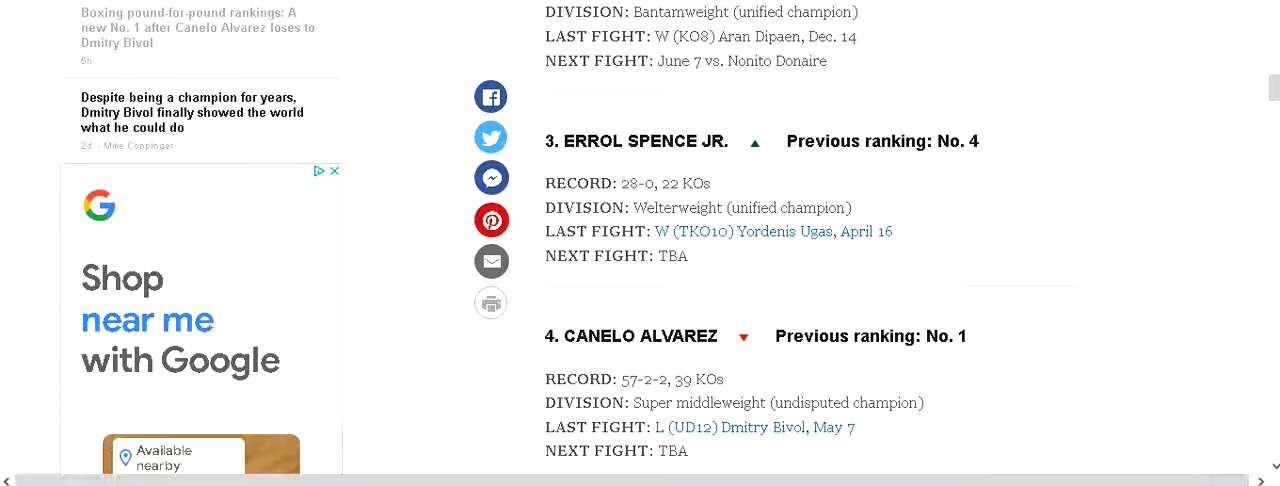 Boxing pound-for-pound rankings: A
new No. 1 after Canelo Alvarez loses to
Dmitry Bivol
5h
Despite being a champion for years,
Dmitry Bivol finally showed the world
what he could do
2d - Mike Coppinger
Shop
near me
with Google
Available
nearby
DIVISION: Bantamweight (unified champion)
LAST FIGHT: W (KO8) Aran Dipaen, Dec. 14
NEXT FIGHT: June 7 vs. Nonito Donaire
3. ERROL SPENCE JR. ▲ Previous ranking: No. 4
RECORD: 28-0, 22 KOs
DIVISION: Welterweight (unified champion)
LAST FIGHT: W (TKO10) Yordenis Ugas, April 16
NEXT FIGHT: TBA
4. CANELO ALVAREZ ▼ Previous ranking: No. 1
RECORD: 57-2-2, 39 KOs
DIVISION: Super middleweight (undisputed champion)
LAST FIGHT: L (UD12) Dmitry Bivol, May 7
NEXT FIGHT: TBA